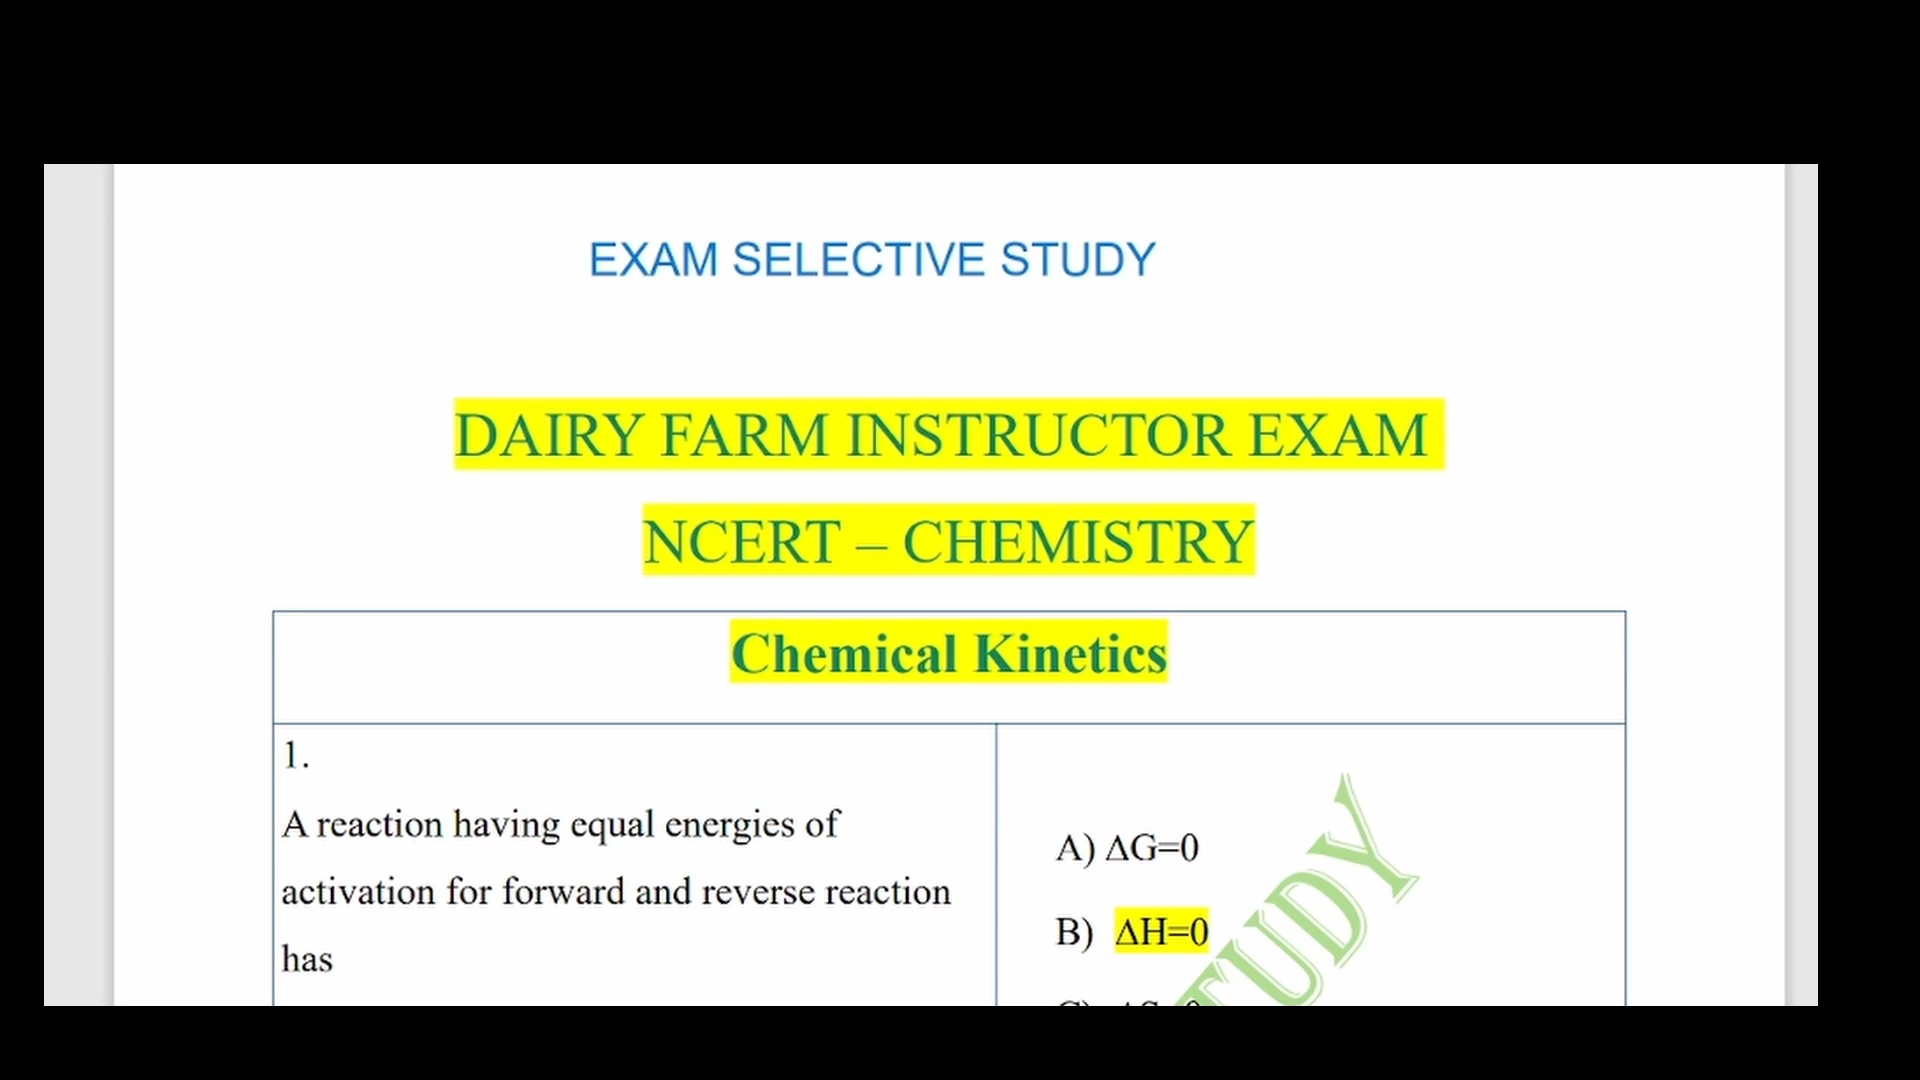 EXAM SELECTIVE STUDY
DAIRY FARM INSTRUCTOR EXAM
NCERT – CHEMISTRY
Chemical Kinetics
1.
A reaction having equal energies of
activation for forward and reverse reaction
has
A) ΔG=0
B) ΔH=0
TUDY